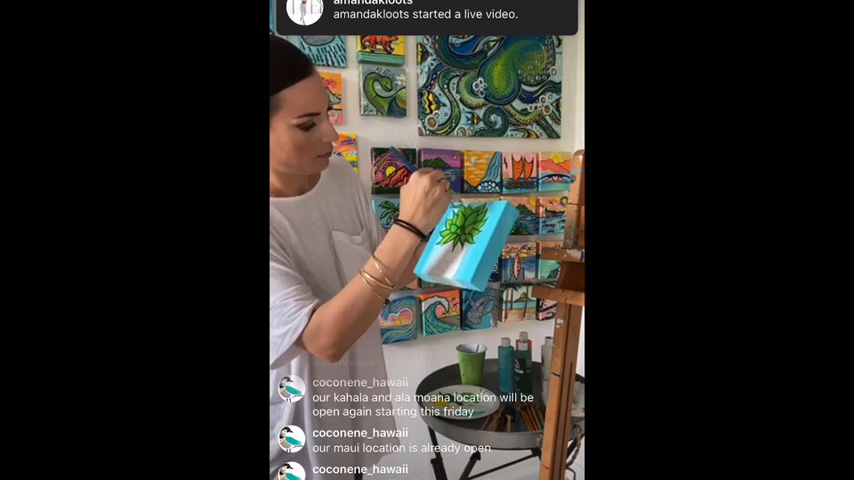 amandakloots
amandakloots started a live video.
coconene_hawaii
our kahala and ala moana location will be
open again starting this friday
coconene_hawaii
our maui location is already open
coconene_hawaii